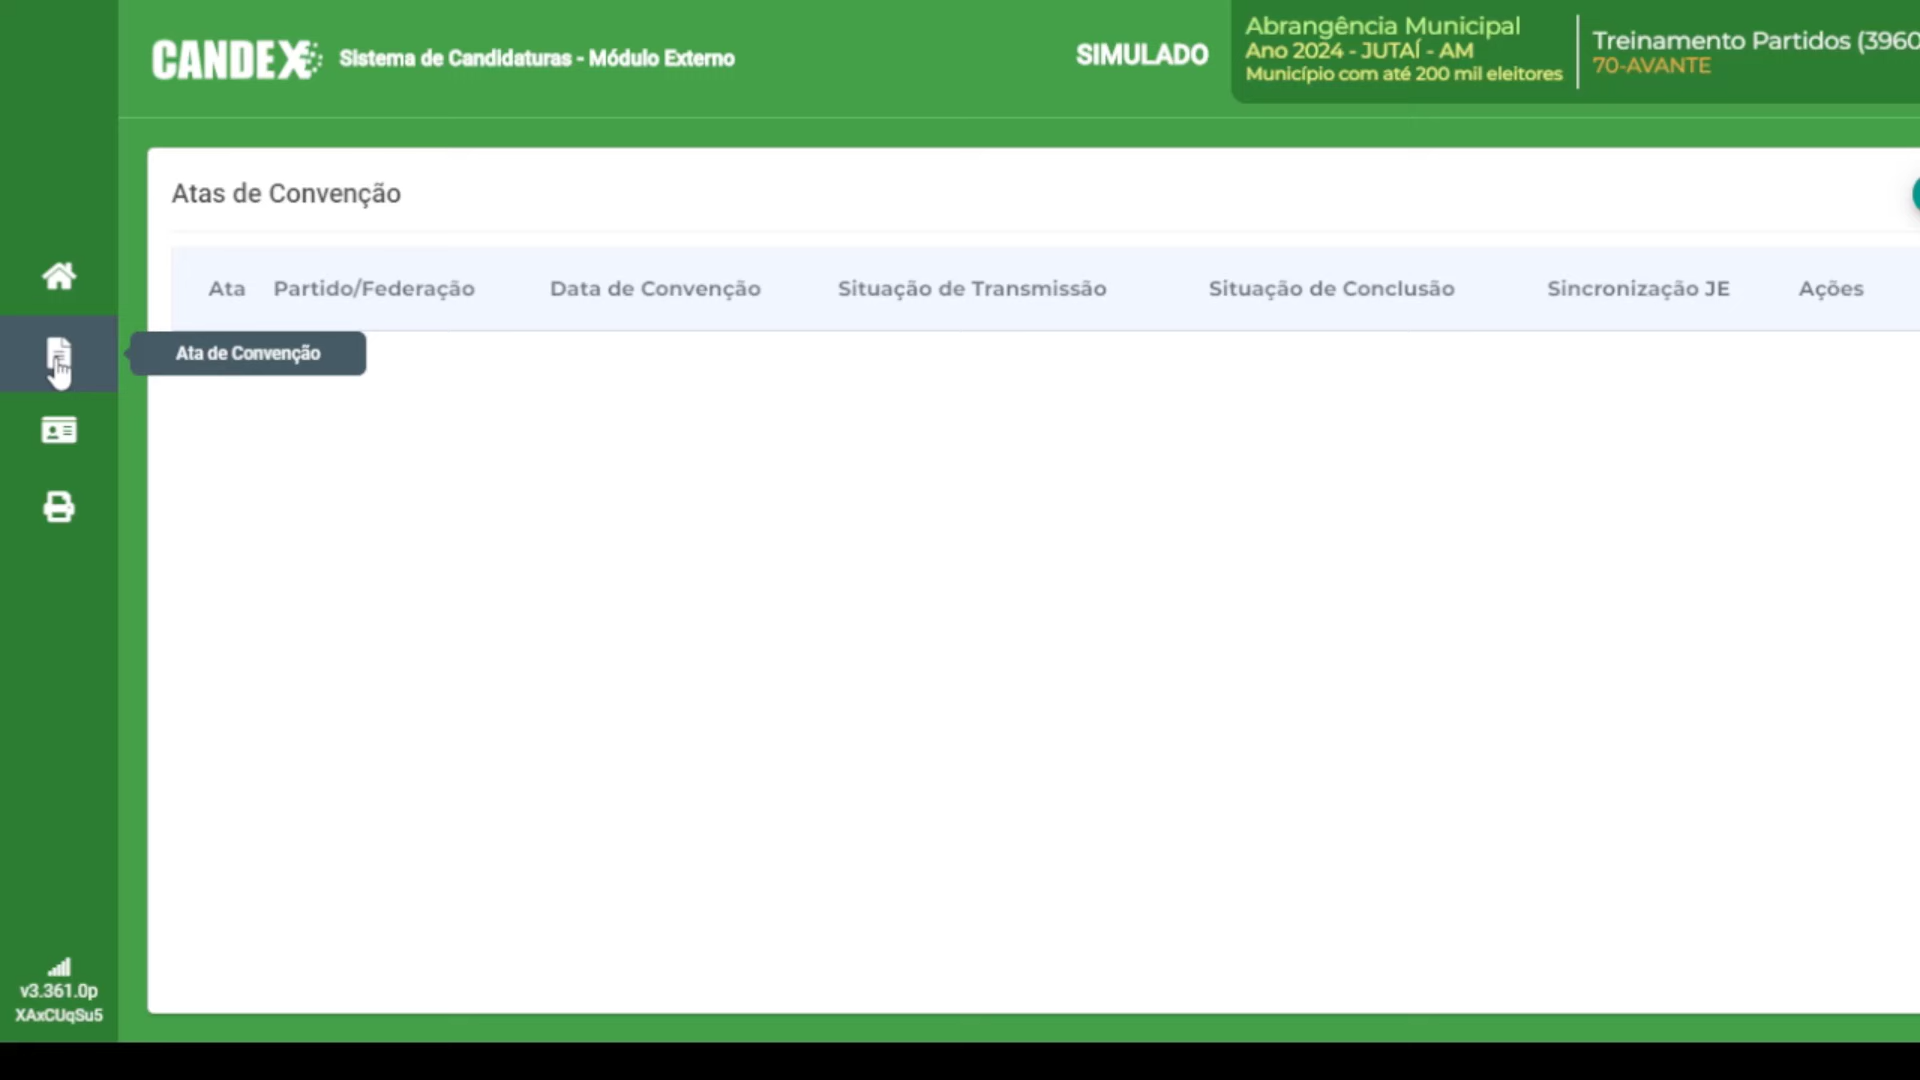 CANDEX
Sistema de Candidaturas - Módulo Externo
SIMULADO
Abrangência Municipal
Ano 2024 - JUTAÍ - AM
Município com até 200 mil eleitores
Treinamento Partidos (3960
70-AVANTE
Atas de Convenção
Ata Partido/Federação Data de Convenção Situação de Transmissão Situação de Conclusão Sincronização JE Ações
Ata de Convenção
v3.361.0p
XAxCUqSu5